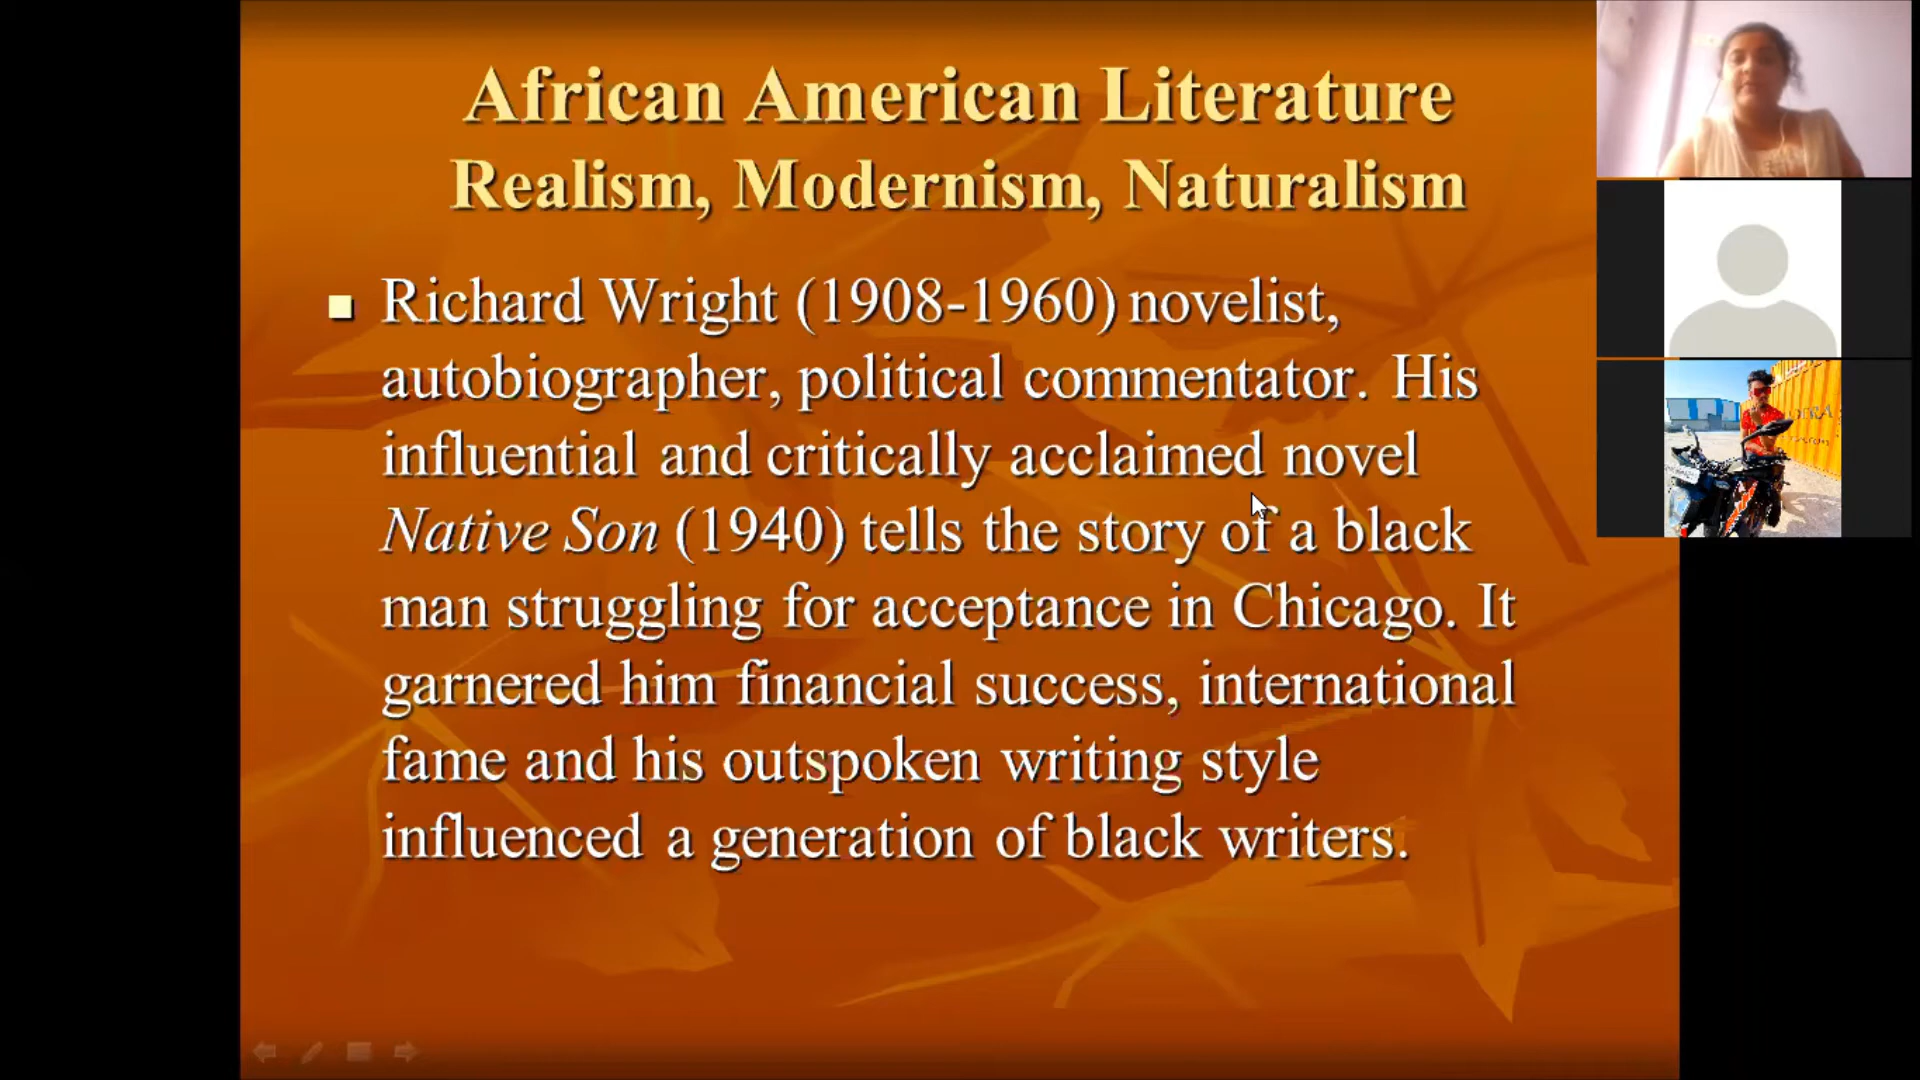 African American Literature
Realism, Modernism, Naturalism
Richard Wright (1908-1960) novelist,
autobiographer, political commentator. His
influential and critically acclaimed novel
Native Son (1940) tells the story of a black
man struggling for acceptance in Chicago. It
garnered him financial success, international
fame and his outspoken writing style
influenced a generation of black writers.